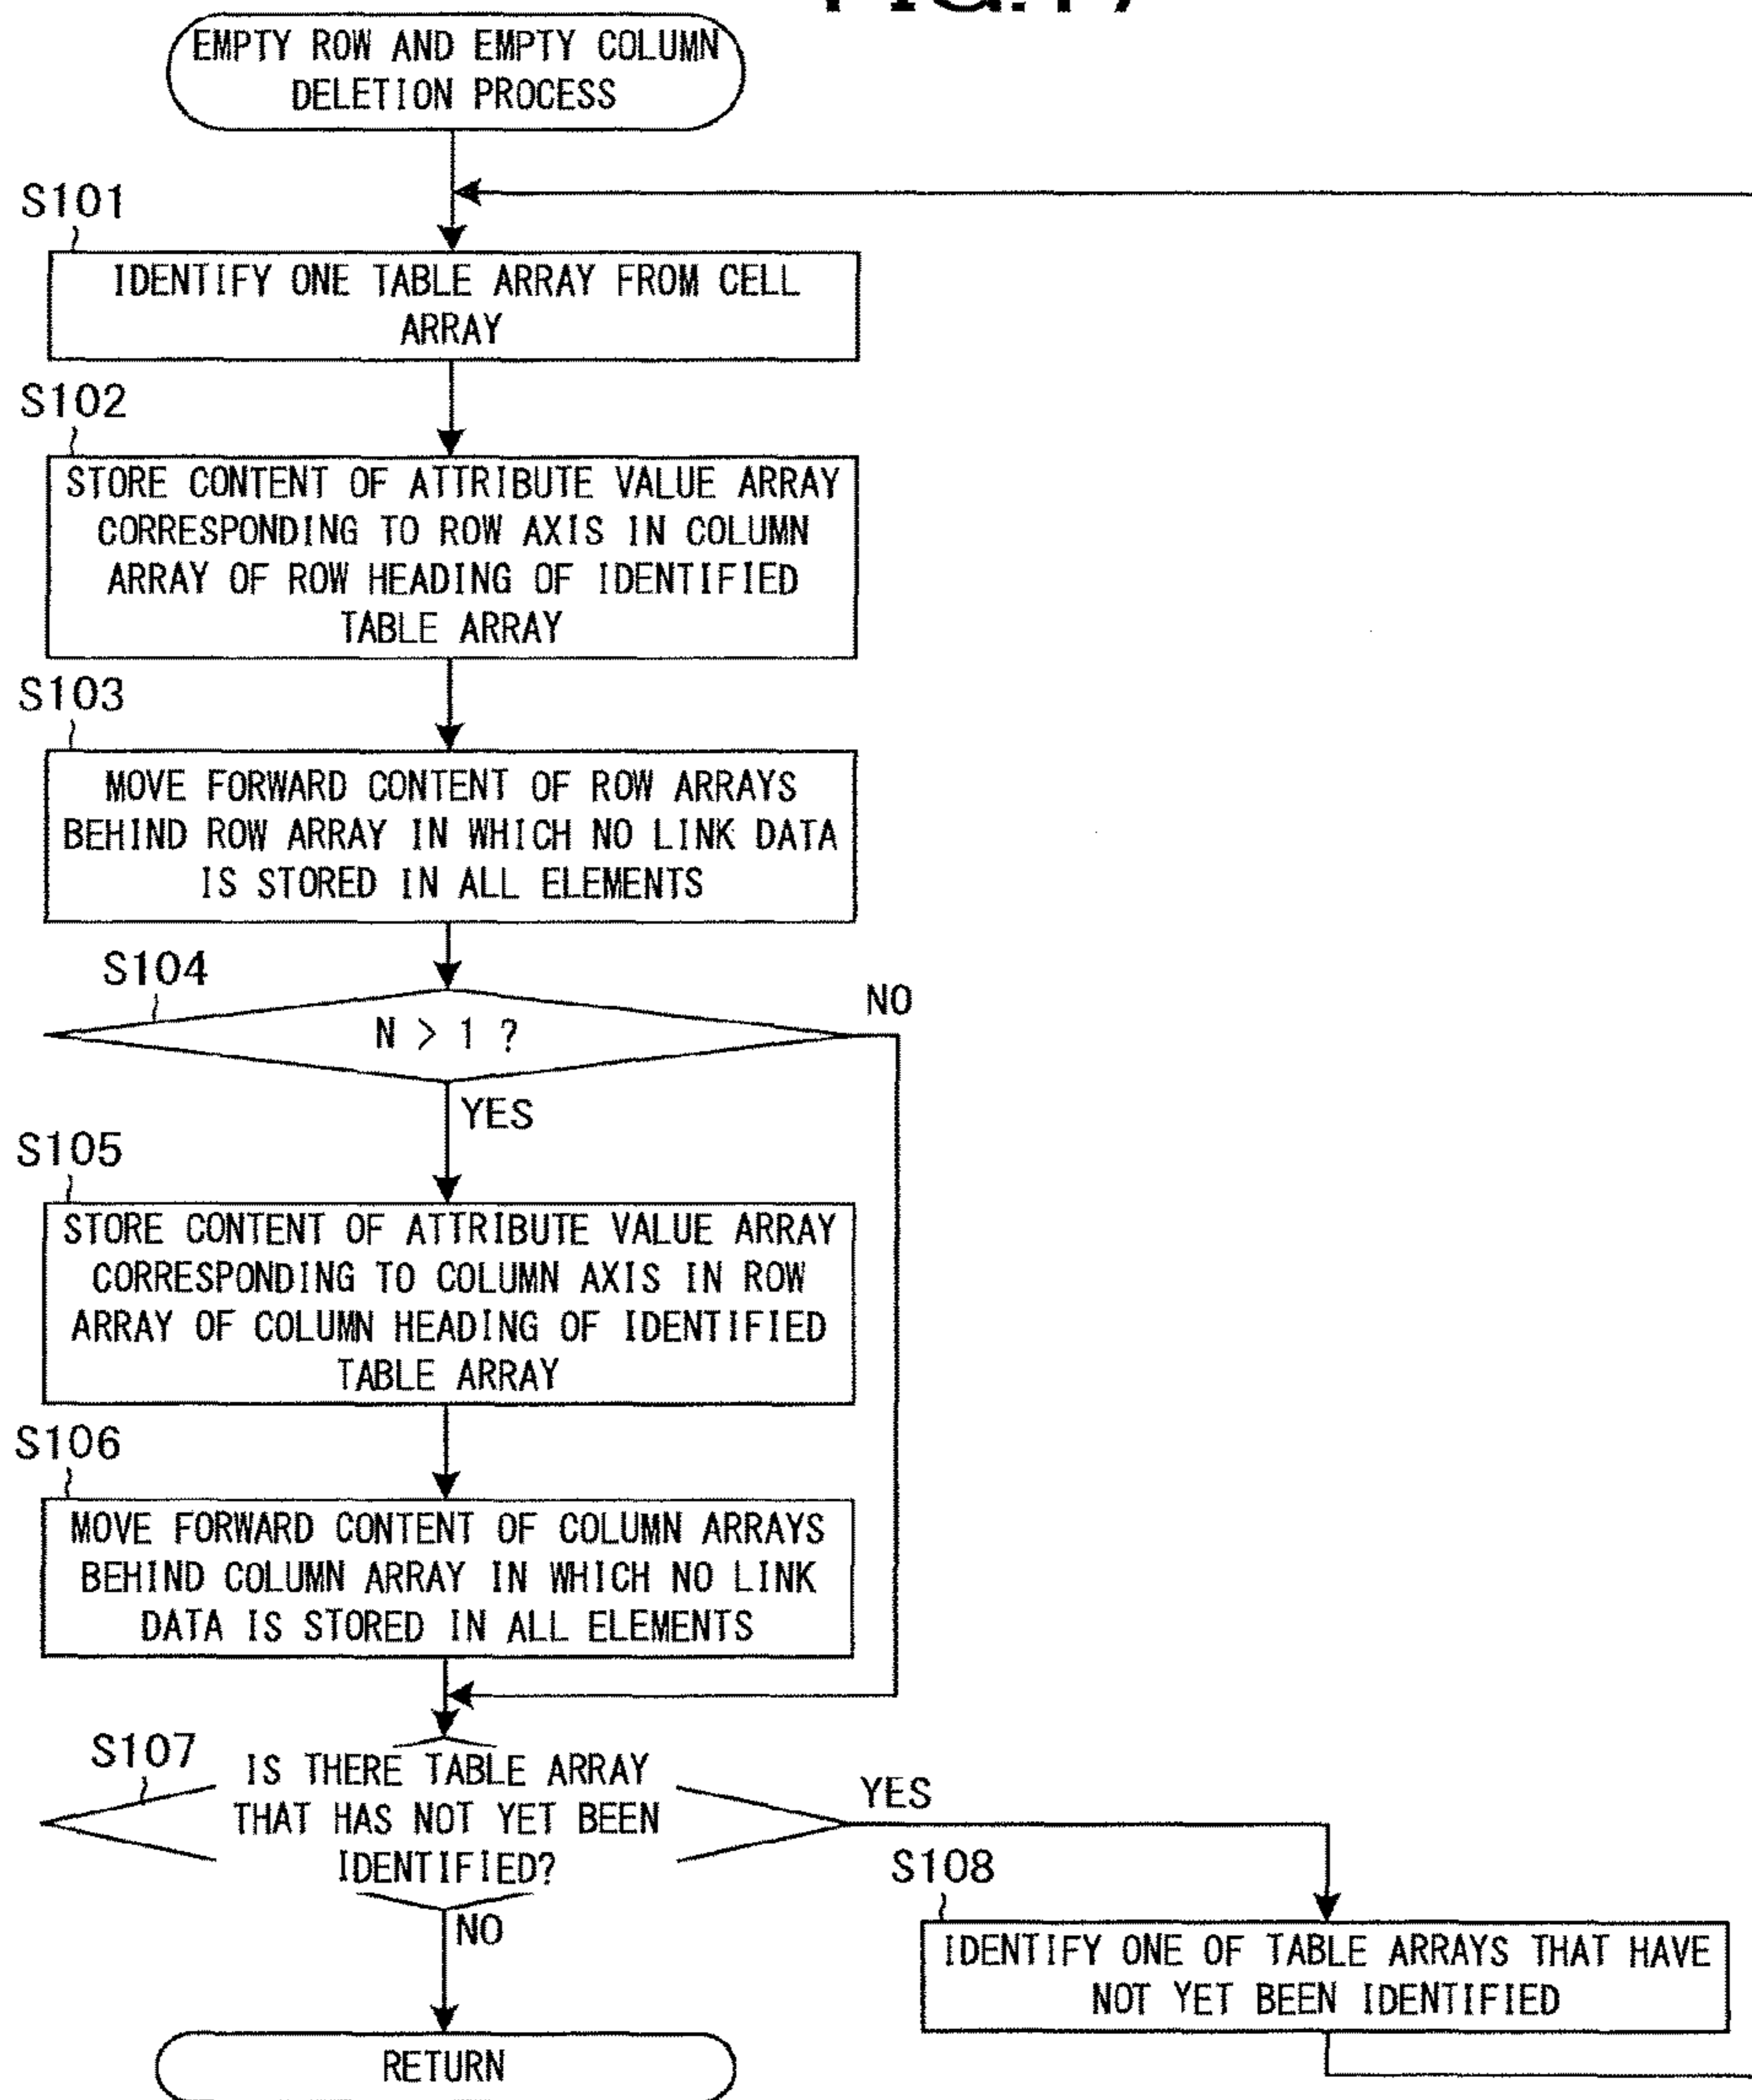 EMPTY ROW AND EMPTY COLUMN
DELETION PROCESS
S101
IDENTIFY ONE TABLE ARRAY FROM CELL
ARRAY
S102
STORE CONTENT OF ATTRIBUTE VALUE ARRAY
CORRESPONDING TO ROW AXIS IN COLUMN
ARRAY OF ROW HEADING OF IDENTIFIED
TABLE ARRAY
S103
MOVE FORWARD CONTENT OF ROW ARRAYS
BEHIND ROW ARRAY IN WHICH NO LINK DATA
IS STORED IN ALL ELEMENTS
S104
N > 1 ?
NO
YES
S105
STORE CONTENT OF ATTRIBUTE VALUE ARRAY
CORRESPONDING TO COLUMN AXIS IN ROW
ARRAY OF COLUMN HEADING OF IDENTIFIED
TABLE ARRAY
S106
MOVE FORWARD CONTENT OF COLUMN ARRAYS
BEHIND COLUMN ARRAY IN WHICH NO LINK
DATA IS STORED IN ALL ELEMENTS
S107
IS THERE TABLE ARRAY
THAT HAS NOT YET BEEN
IDENTIFIED?
YES
NO
S108
IDENTIFY ONE OF TABLE ARRAYS THAT HAVE
NOT YET BEEN IDENTIFIED
RETURN